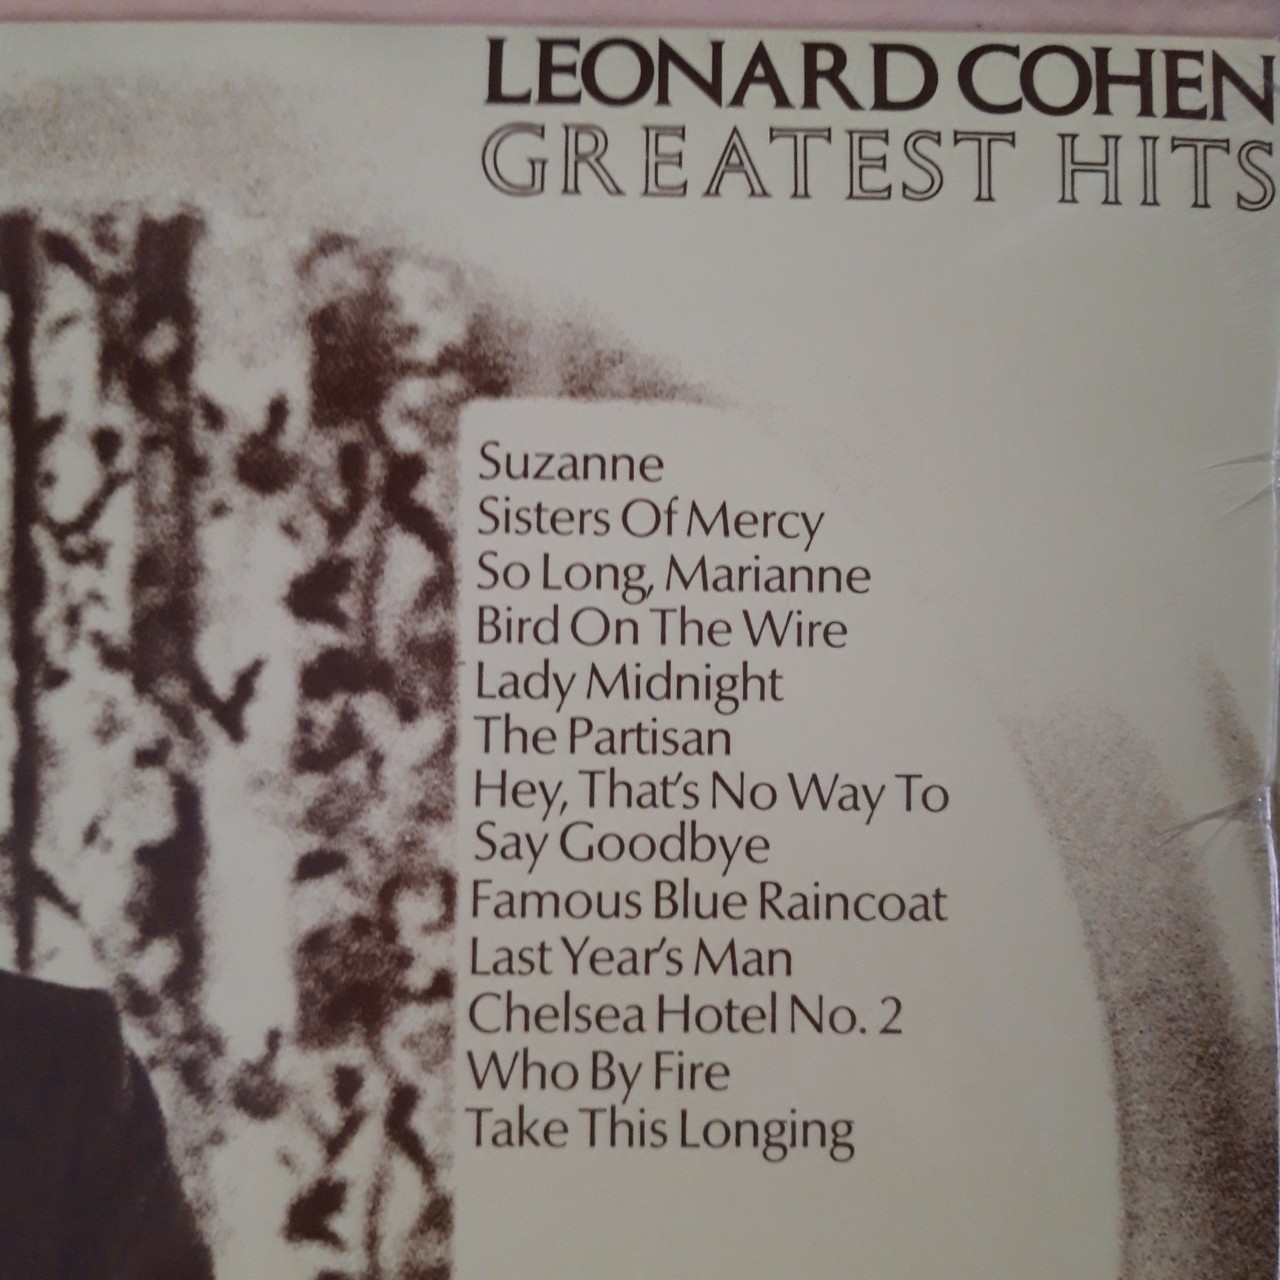 LEONARD COHEN
GREATEST HITS
Suzanne
Sisters Of Mercy
So Long, Marianne
Bird On The Wire
Lady Midnight
The Partisan
Hey, That's No Way To
Say Goodbye
Famous Blue Raincoat
Last Year's Man
Chelsea Hotel No. 2
Who By Fire
Take This Longing